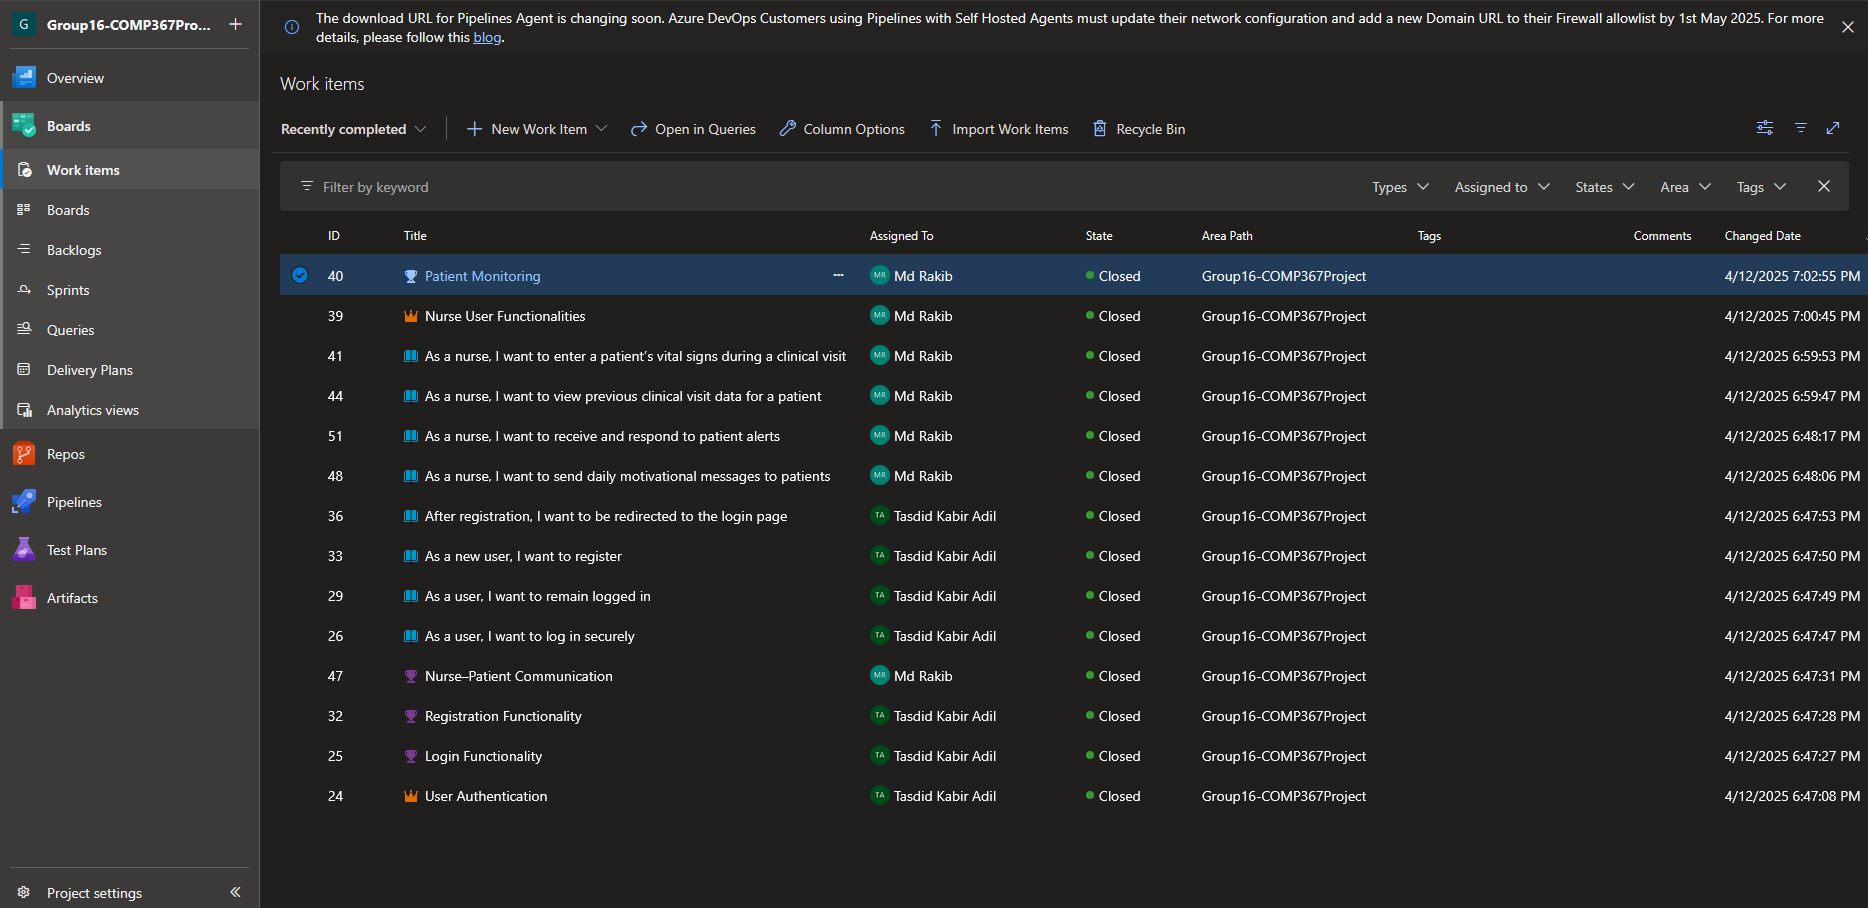 G Group16-COMP367Pro... +
Overview
Boards
Work items
Boards
Backlogs
Sprints
Queries
Delivery Plans
Analytics views
Repos
Pipelines
Test Plans
Artifacts
Project settings
The download URL for Pipelines Agent is changing soon. Azure DevOps Customers using Pipelines with Self Hosted Agents must update their network configuration and add a new Domain URL to their Firewall allowlist by 1st May 2025. For more
details, please follow this blog.
Work items
Recently completed New Work Item Open in Queries Column Options Import Work Items Recycle Bin
Filter by keyword Types Assigned to States Area Tags
ID Title Assigned To State Area Path Tags Comments Changed Date
40 Patient Monitoring ... MR Md Rakib Closed Group16-COMP367Project 4/12/2025 7:02:55 PM
39 Nurse User Functionalities MR Md Rakib Closed Group16-COMP367Project 4/12/2025 7:00:45 PM
41 As a nurse, I want to enter a patient’s vital signs during a clinical visit MR Md Rakib Closed Group16-COMP367Project 4/12/2025 6:59:53 PM
44 As a nurse, I want to view previous clinical visit data for a patient MR Md Rakib Closed Group16-COMP367Project 4/12/2025 6:59:47 PM
51 As a nurse, I want to receive and respond to patient alerts MR Md Rakib Closed Group16-COMP367Project 4/12/2025 6:48:17 PM
48 As a nurse, I want to send daily motivational messages to patients MR Md Rakib Closed Group16-COMP367Project 4/12/2025 6:48:06 PM
36 After registration, I want to be redirected to the login page TA Tasdid Kabir Adil Closed Group16-COMP367Project 4/12/2025 6:47:53 PM
33 As a new user, I want to register TA Tasdid Kabir Adil Closed Group16-COMP367Project 4/12/2025 6:47:50 PM
29 As a user, I want to remain logged in TA Tasdid Kabir Adil Closed Group16-COMP367Project 4/12/2025 6:47:49 PM
26 As a user, I want to log in securely TA Tasdid Kabir Adil Closed Group16-COMP367Project 4/12/2025 6:47:47 PM
47 Nurse–Patient Communication MR Md Rakib Closed Group16-COMP367Project 4/12/2025 6:47:31 PM
32 Registration Functionality TA Tasdid Kabir Adil Closed Group16-COMP367Project 4/12/2025 6:47:28 PM
25 Login Functionality TA Tasdid Kabir Adil Closed Group16-COMP367Project 4/12/2025 6:47:27 PM
24 User Authentication TA Tasdid Kabir Adil Closed Group16-COMP367Project 4/12/2025 6:47:08 PM